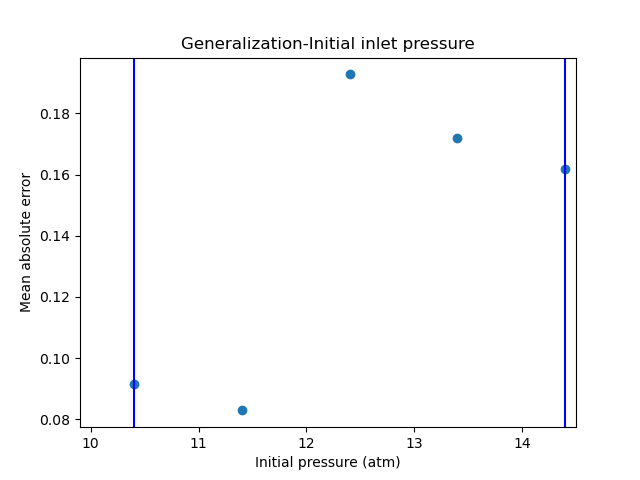 Generalization-Initial inlet pressure
Mean absolute error
0.18
0.16
0.14
0.12
0.10
0.08
10 11 12 13 14
Initial pressure (atm)